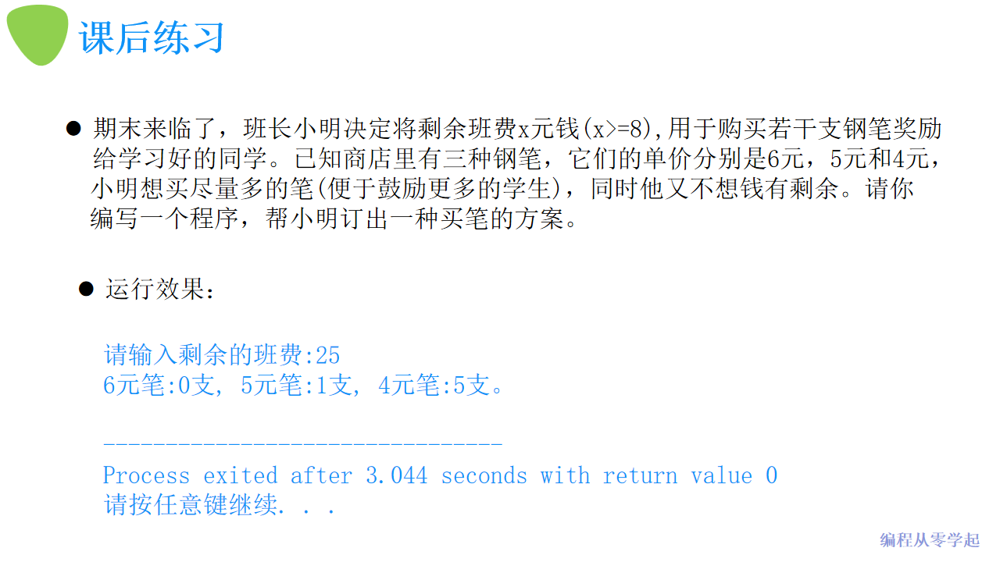 课后练习
● 期末来临了，班长小明决定将剩余班费x元钱(x>=8),用于购买若干支钢笔奖励
给学习好的同学。已知商店里有三种钢笔，它们的单价分别是6元，5元和4元，
小明想买尽量多的笔(便于鼓励更多的学生)，同时他又不想钱有剩余。请你
编写一个程序，帮小明订出一种买笔的方案。
● 运行效果:
请输入剩余的班费:25
6元笔:0支, 5元笔:1支, 4元笔:5支。
--------------------------------
Process exited after 3.044 seconds with return value 0
请按任意键继续. . .
编程从零学起